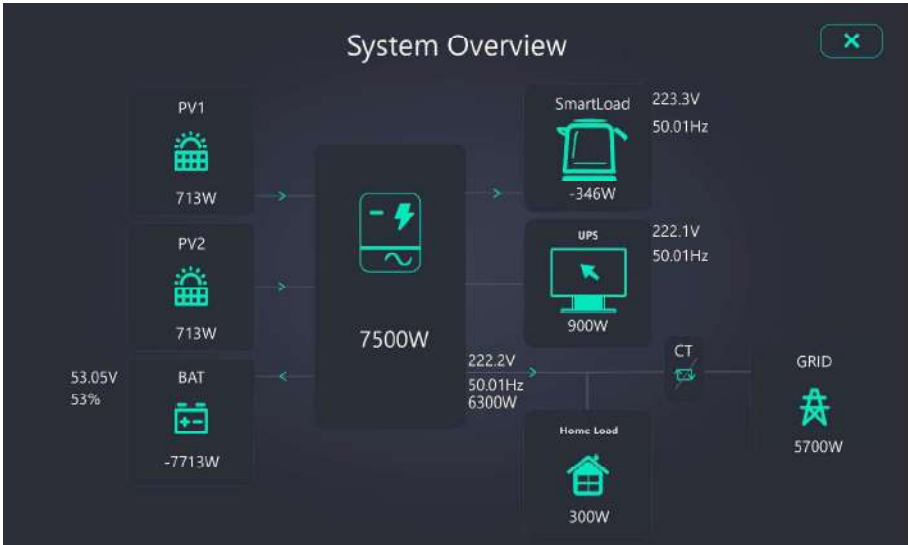 System Overview
PV1
713W
PV2
713W
53.05V
53%
BAT
-7713W
7500W
SmartLoad
223.3V
50.01Hz
-346W
UPS
222.1V
50.01Hz
900W
222.2V
50.01Hz
6300W
CT
GRID
5700W
Home Load
300W